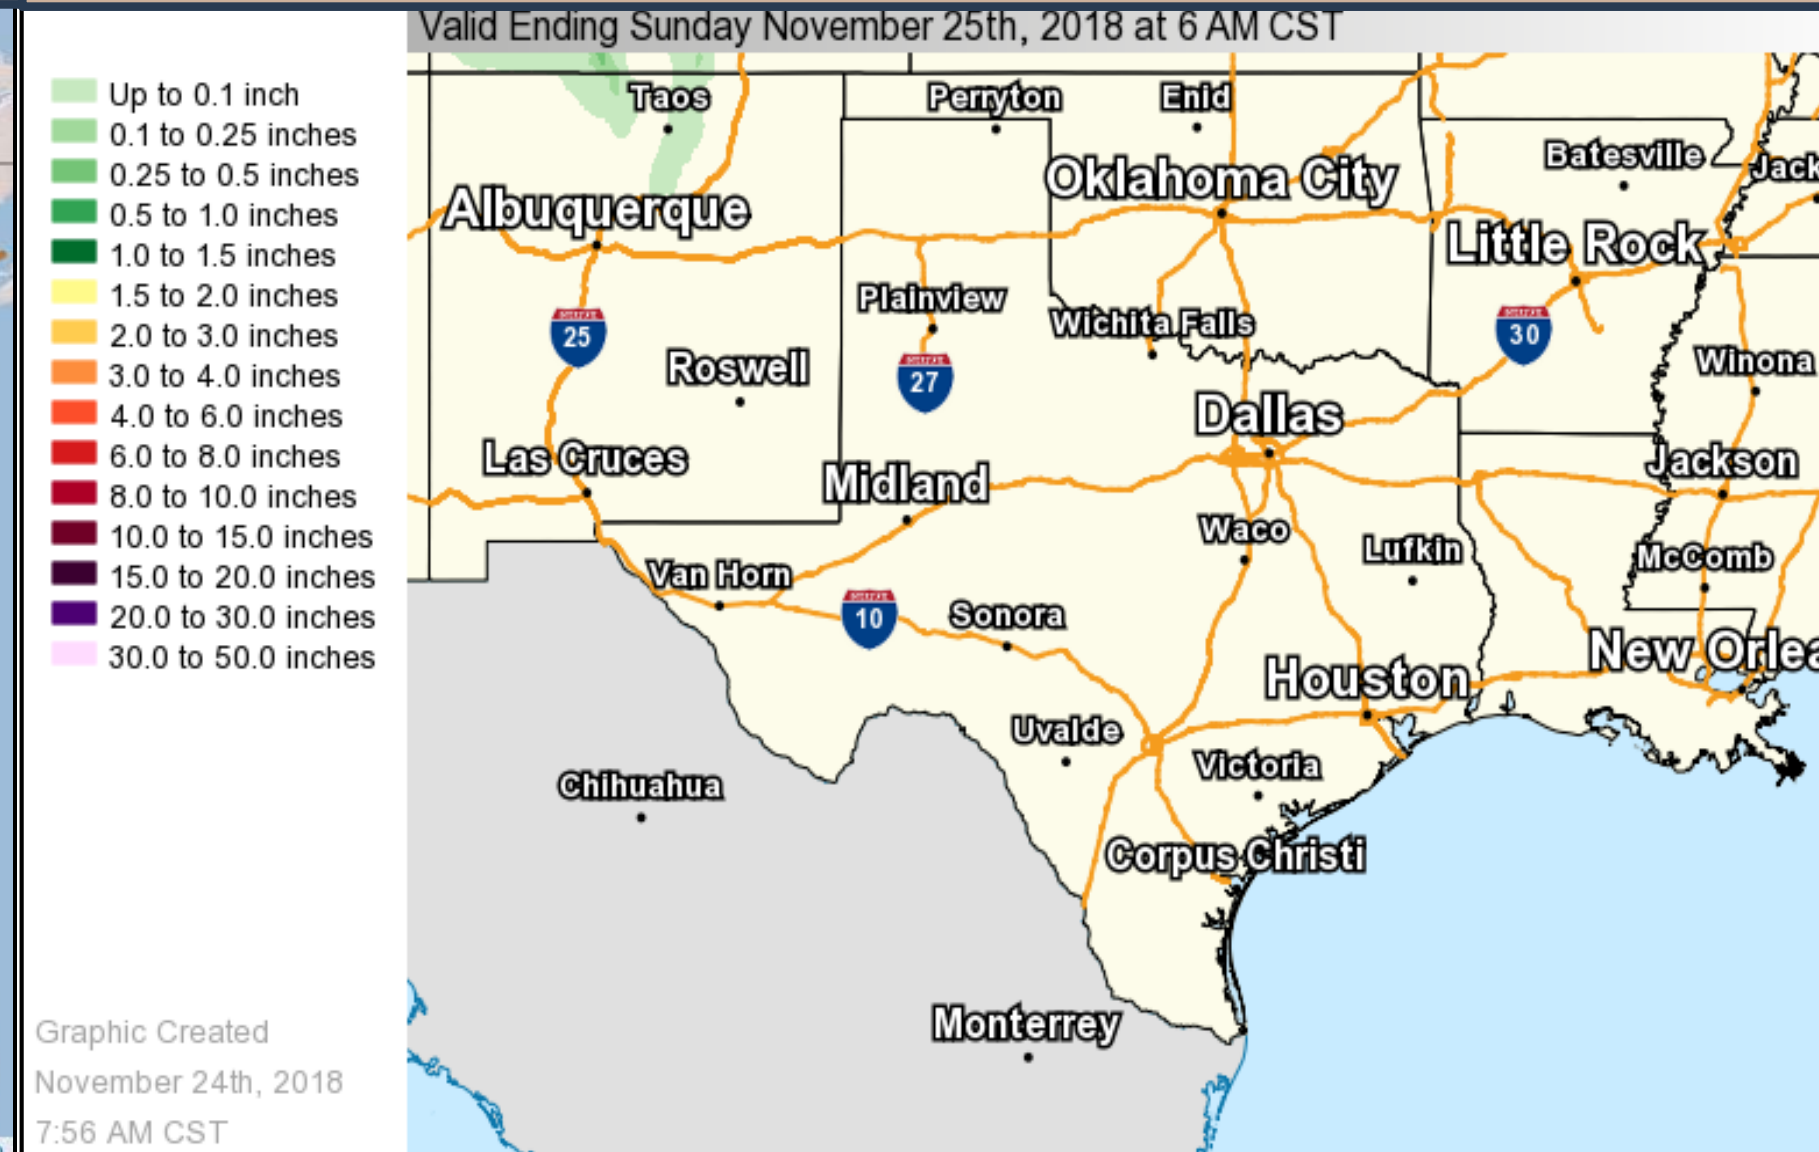 Valid Ending Sunday November 25th, 2018 at 6 AM CST
Up to 0.1 inch
0.1 to 0.25 inches
0.25 to 0.5 inches
0.5 to 1.0 inches
1.0 to 1.5 inches
1.5 to 2.0 inches
2.0 to 3.0 inches
3.0 to 4.0 inches
4.0 to 6.0 inches
6.0 to 8.0 inches
8.0 to 10.0 inches
10.0 to 15.0 inches
15.0 to 20.0 inches
20.0 to 30.0 inches
30.0 to 50.0 inches
Graphic Created
November 24th, 2018
7:56 AM CST
Taos
Perryton
Enid
Batesville
Jack
Oklahoma City
Albuquerque
Little Rock
Plainview
Wichita Falls
25
30
Roswell
27
Winona
Dallas
Las Cruces
Midland
Jackson
Waco
Lufkin
McComb
Van Horn
10
Sonora
New Orlea
Houston
Uvalde
Victoria
Chihuahua
Corpus Christi
Monterrey